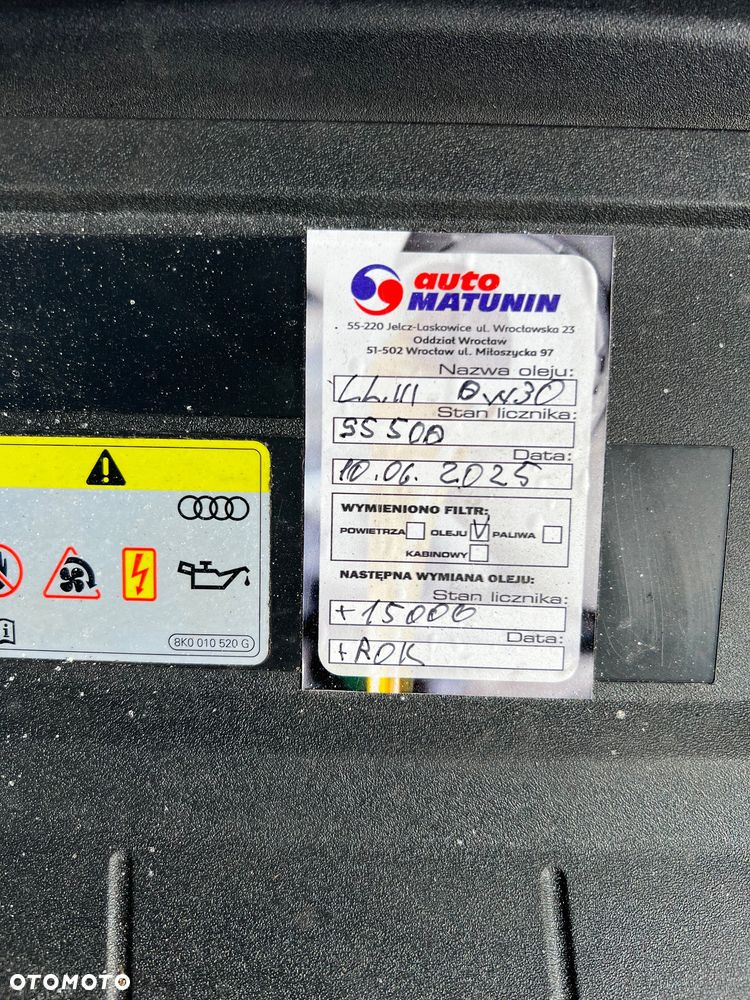 auto
MATUNIN
55-220 Jelcz-Laskowice ul. Wrocławska 23
Oddział Wrocław
51-502 Wrocław ul. Miłoszycka 97
Nazwa oleju:
LL III 0W30
Stan licznika:
55 500
Data:
10.06.2025
WYMIENIONO FILTR:
POWIETRZA OLEJU V PALIWA
KABINOWY
NASTĘPNA WYMIANA OLEJU:
Stan licznika:
+15000
Data:
+ROK
8K0 010 520 G
OTOMOTO